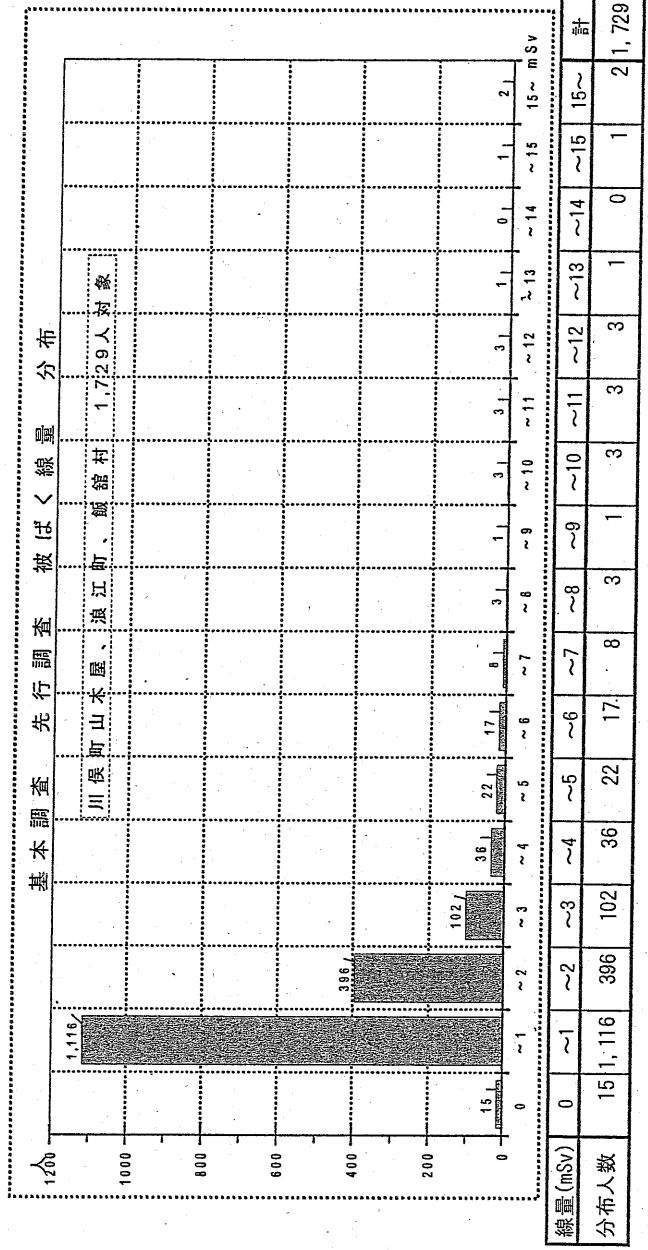 基本調査 先行調査 被ばく線量 分布
川俣町山木屋、浪江町、飯舘村 1,729人対象
人
1200
1000
800
600
400
200
15 1,116 396 102 36 22 17 8 3 1 3 3 3 1 0 1 2
0 ~1 ~2 ~3 ~4 ~5 ~6 ~7 ~8 ~9 ~10 ~11 ~12 ~13 ~14 ~15 15~ mSv
線量(mSv) 0 ~1 ~2 ~3 ~4 ~5 ~6 ~7 ~8 ~9 ~10 ~11 ~12 ~13 ~14 ~15 15~ 計
分布人数 15 1,116 396 102 36 22 17 8 3 1 3 3 3 1 0 1 2 1,729